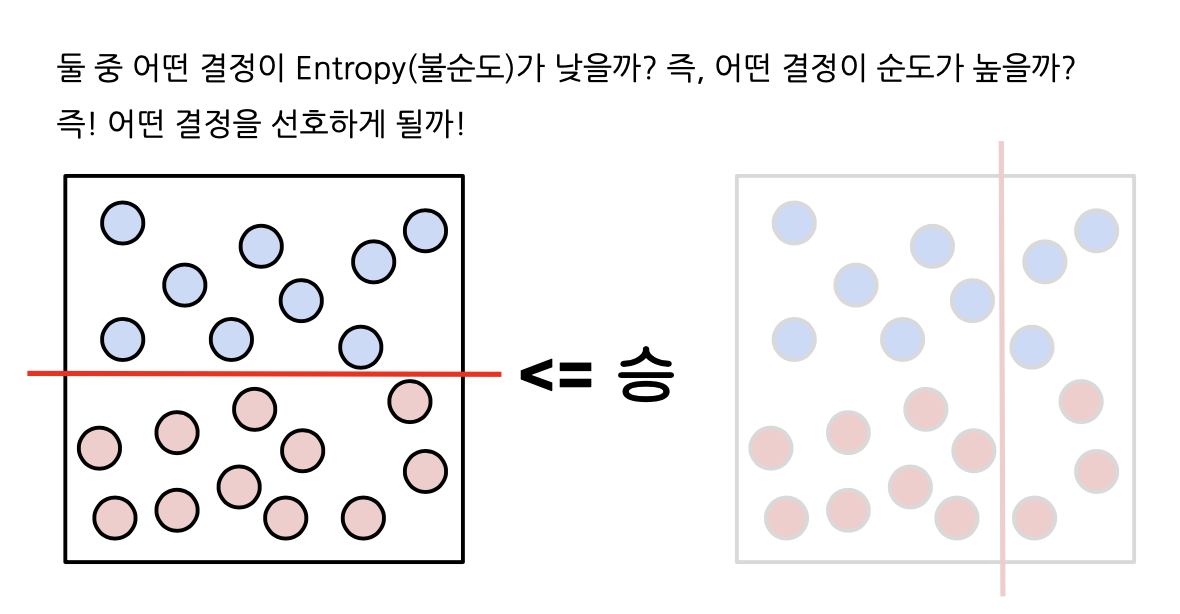 둘 중 어떤 결정이 Entropy(불순도)가 낮을까? 즉, 어떤 결정이 순도가 높을까?
즉! 어떤 결정을 선호하게 될까!
<= 승